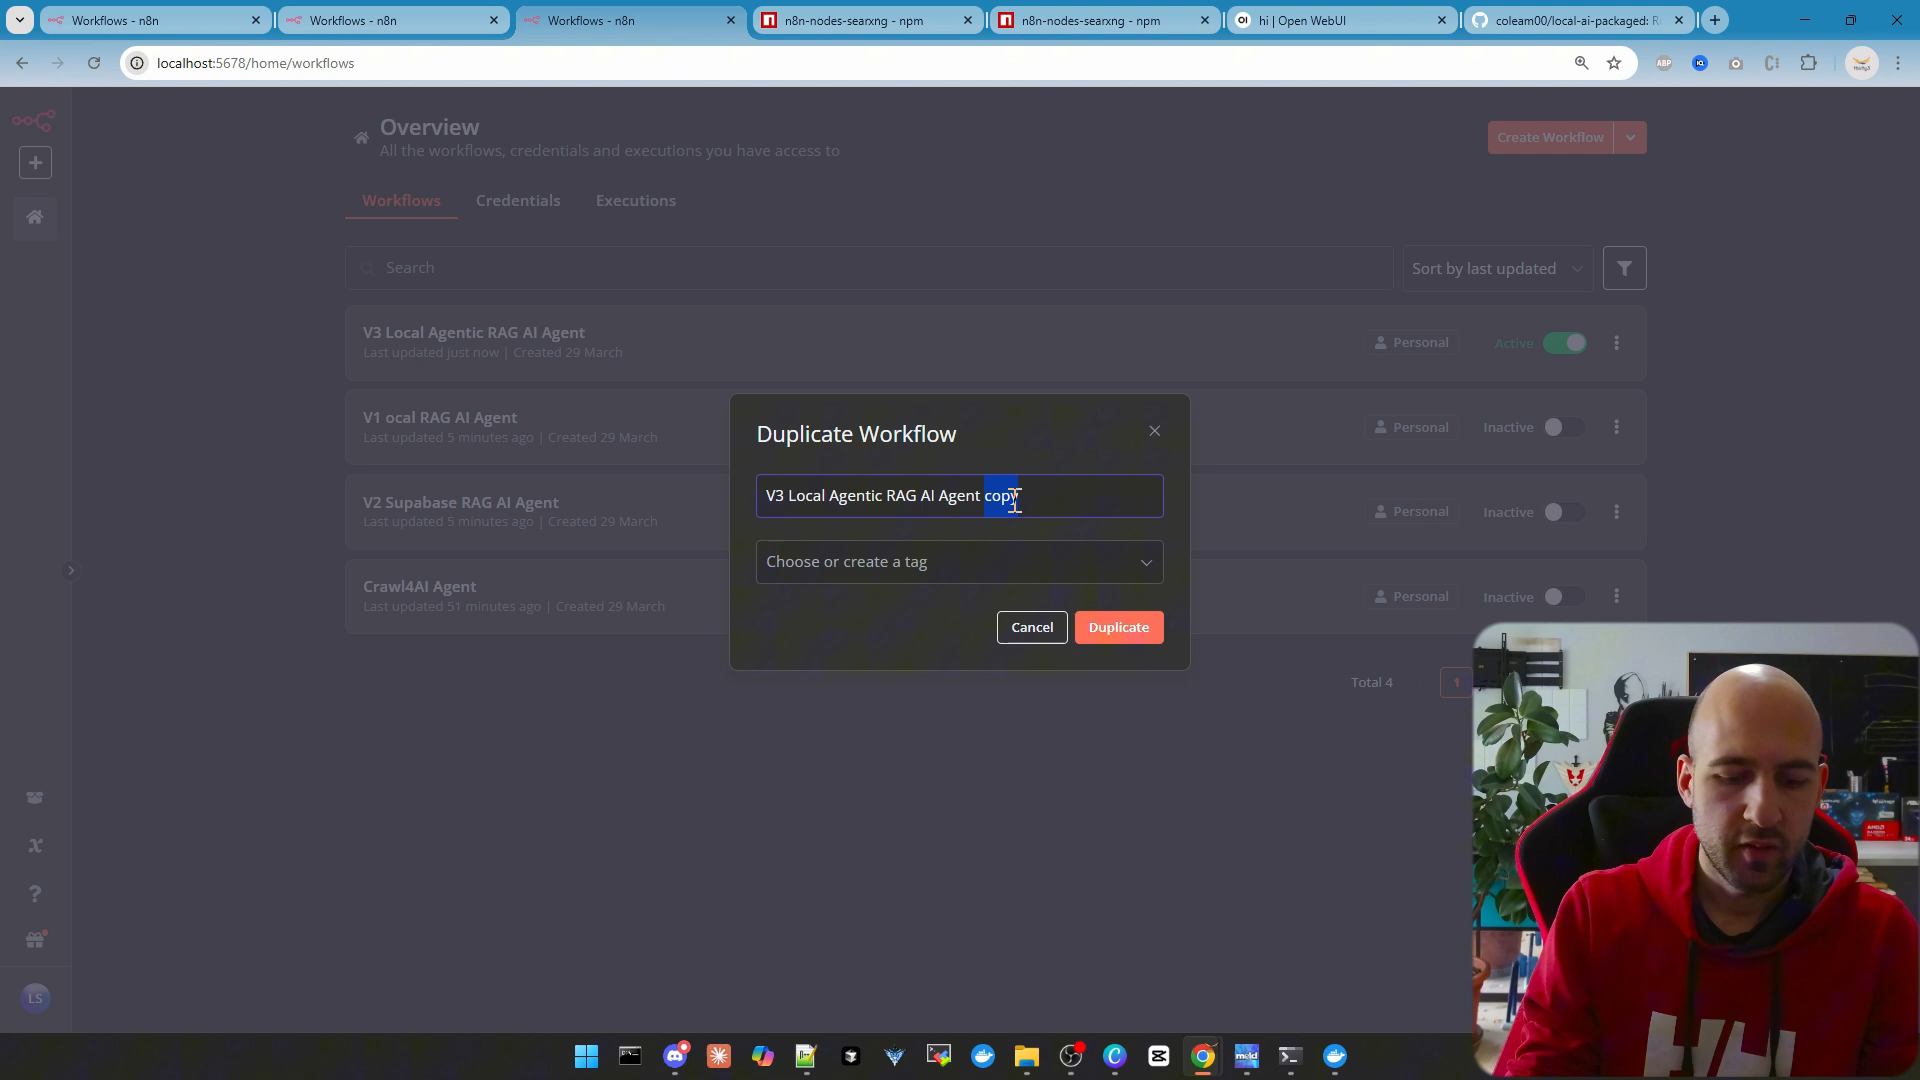 Workflows - n8n
Workflows - n8n
Workflows - n8n
n8n-nodes-searxng - npm
n8n-nodes-searxng - npm
hi | Open WebUI
coleam00/local-ai-packaged: R
localhost:5678/home/workflows
ABP
Overview
All the workflows, credentials and executions you have access to
Create Workflow
Workflows
Credentials
Executions
Search
Sort by last updated
V3 Local Agentic RAG AI Agent
Last updated just now | Created 29 March
Personal
Active
V1 ocal RAG AI Agent
Last updated 5 minutes ago | Created 29 March
Personal
Inactive
V2 Supabase RAG AI Agent
Last updated 5 minutes ago | Created 29 March
Personal
Inactive
Crawl4AI Agent
Last updated 51 minutes ago | Created 29 March
Personal
Inactive
Duplicate Workflow
V3 Local Agentic RAG AI Agent copy
Choose or create a tag
Cancel
Duplicate
Total 4
1
LS